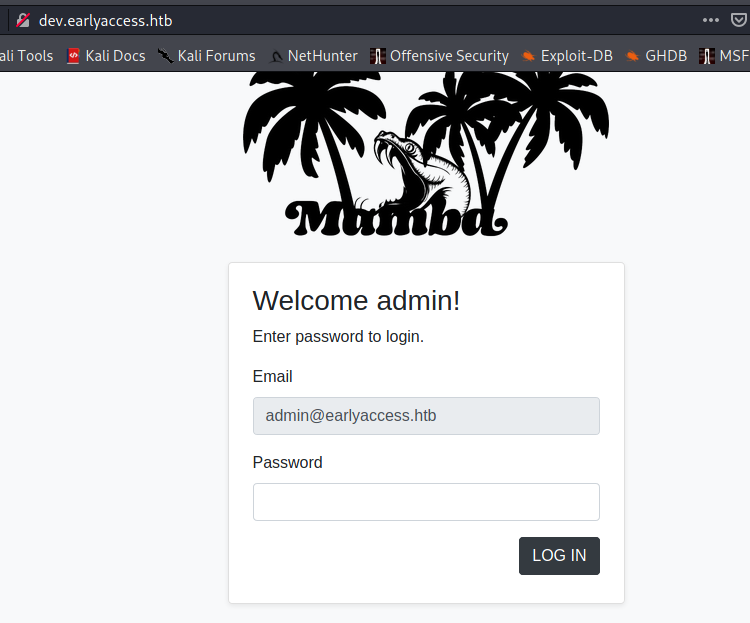 dev.earlyaccess.htb
ali Tools Kali Docs Kali Forums NetHunter Offensive Security Exploit-DB GHDB MSF
Mamba
Welcome admin!
Enter password to login.
Email
admin@earlyaccess.htb
Password
LOG IN